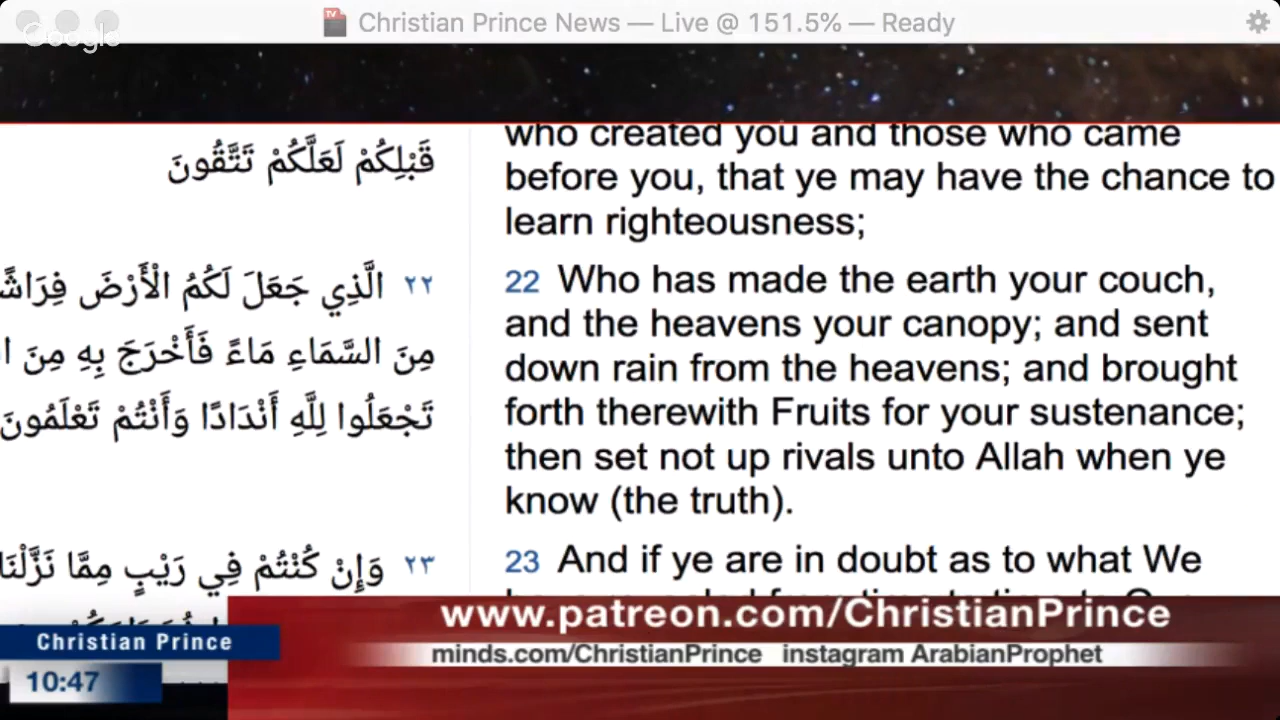 Christian Prince News — Live @ 151.5% — Ready
Google
قَبْلِكُمْ لَعَلَّكُمْ تَتَّقُونَ
٢٢ الَّذِي جَعَلَ لَكُمُ الْأَرْضَ
مِنَ السَّمَاءِ مَاءً فَأَخْرَجَ بِهِ مِنَ
تَجْعَلُوا لِلَّهِ أَنْدَادًا وَأَنْتُمْ تَعْلَمُونَ
٢٣ وَإِنْ كُنْتُمْ فِي رَيْبٍ مِمَّا نَزَّلْنَا
who created you and those who came
before you, that ye may have the chance to
learn righteousness;
22 Who has made the earth your couch,
and the heavens your canopy; and sent
down rain from the heavens; and brought
forth therewith Fruits for your sustenance;
then set not up rivals unto Allah when ye
know (the truth).
23 And if ye are in doubt as to what We
www.patreon.com/ChristianPrince
Christian Prince
minds.com/ChristianPrince instagram ArabianProphet
10:47